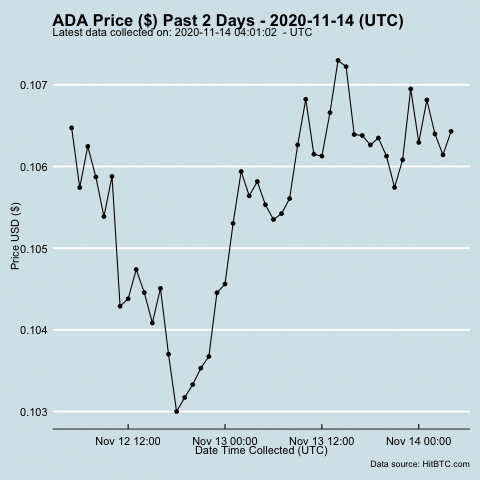 ADA Price ($) Past 2 Days - 2020-11-14 (UTC)
Latest data collected on: 2020-11-14 04:01:02  - UTC
0.107
0.106
0.105
0.104
0.103
Price USD ($)
Nov 12 12:00 Nov 13 00:00 Nov 13 12:00 Nov 14 00:00
Date Time Collected (UTC)
Data source: HitBTC.com